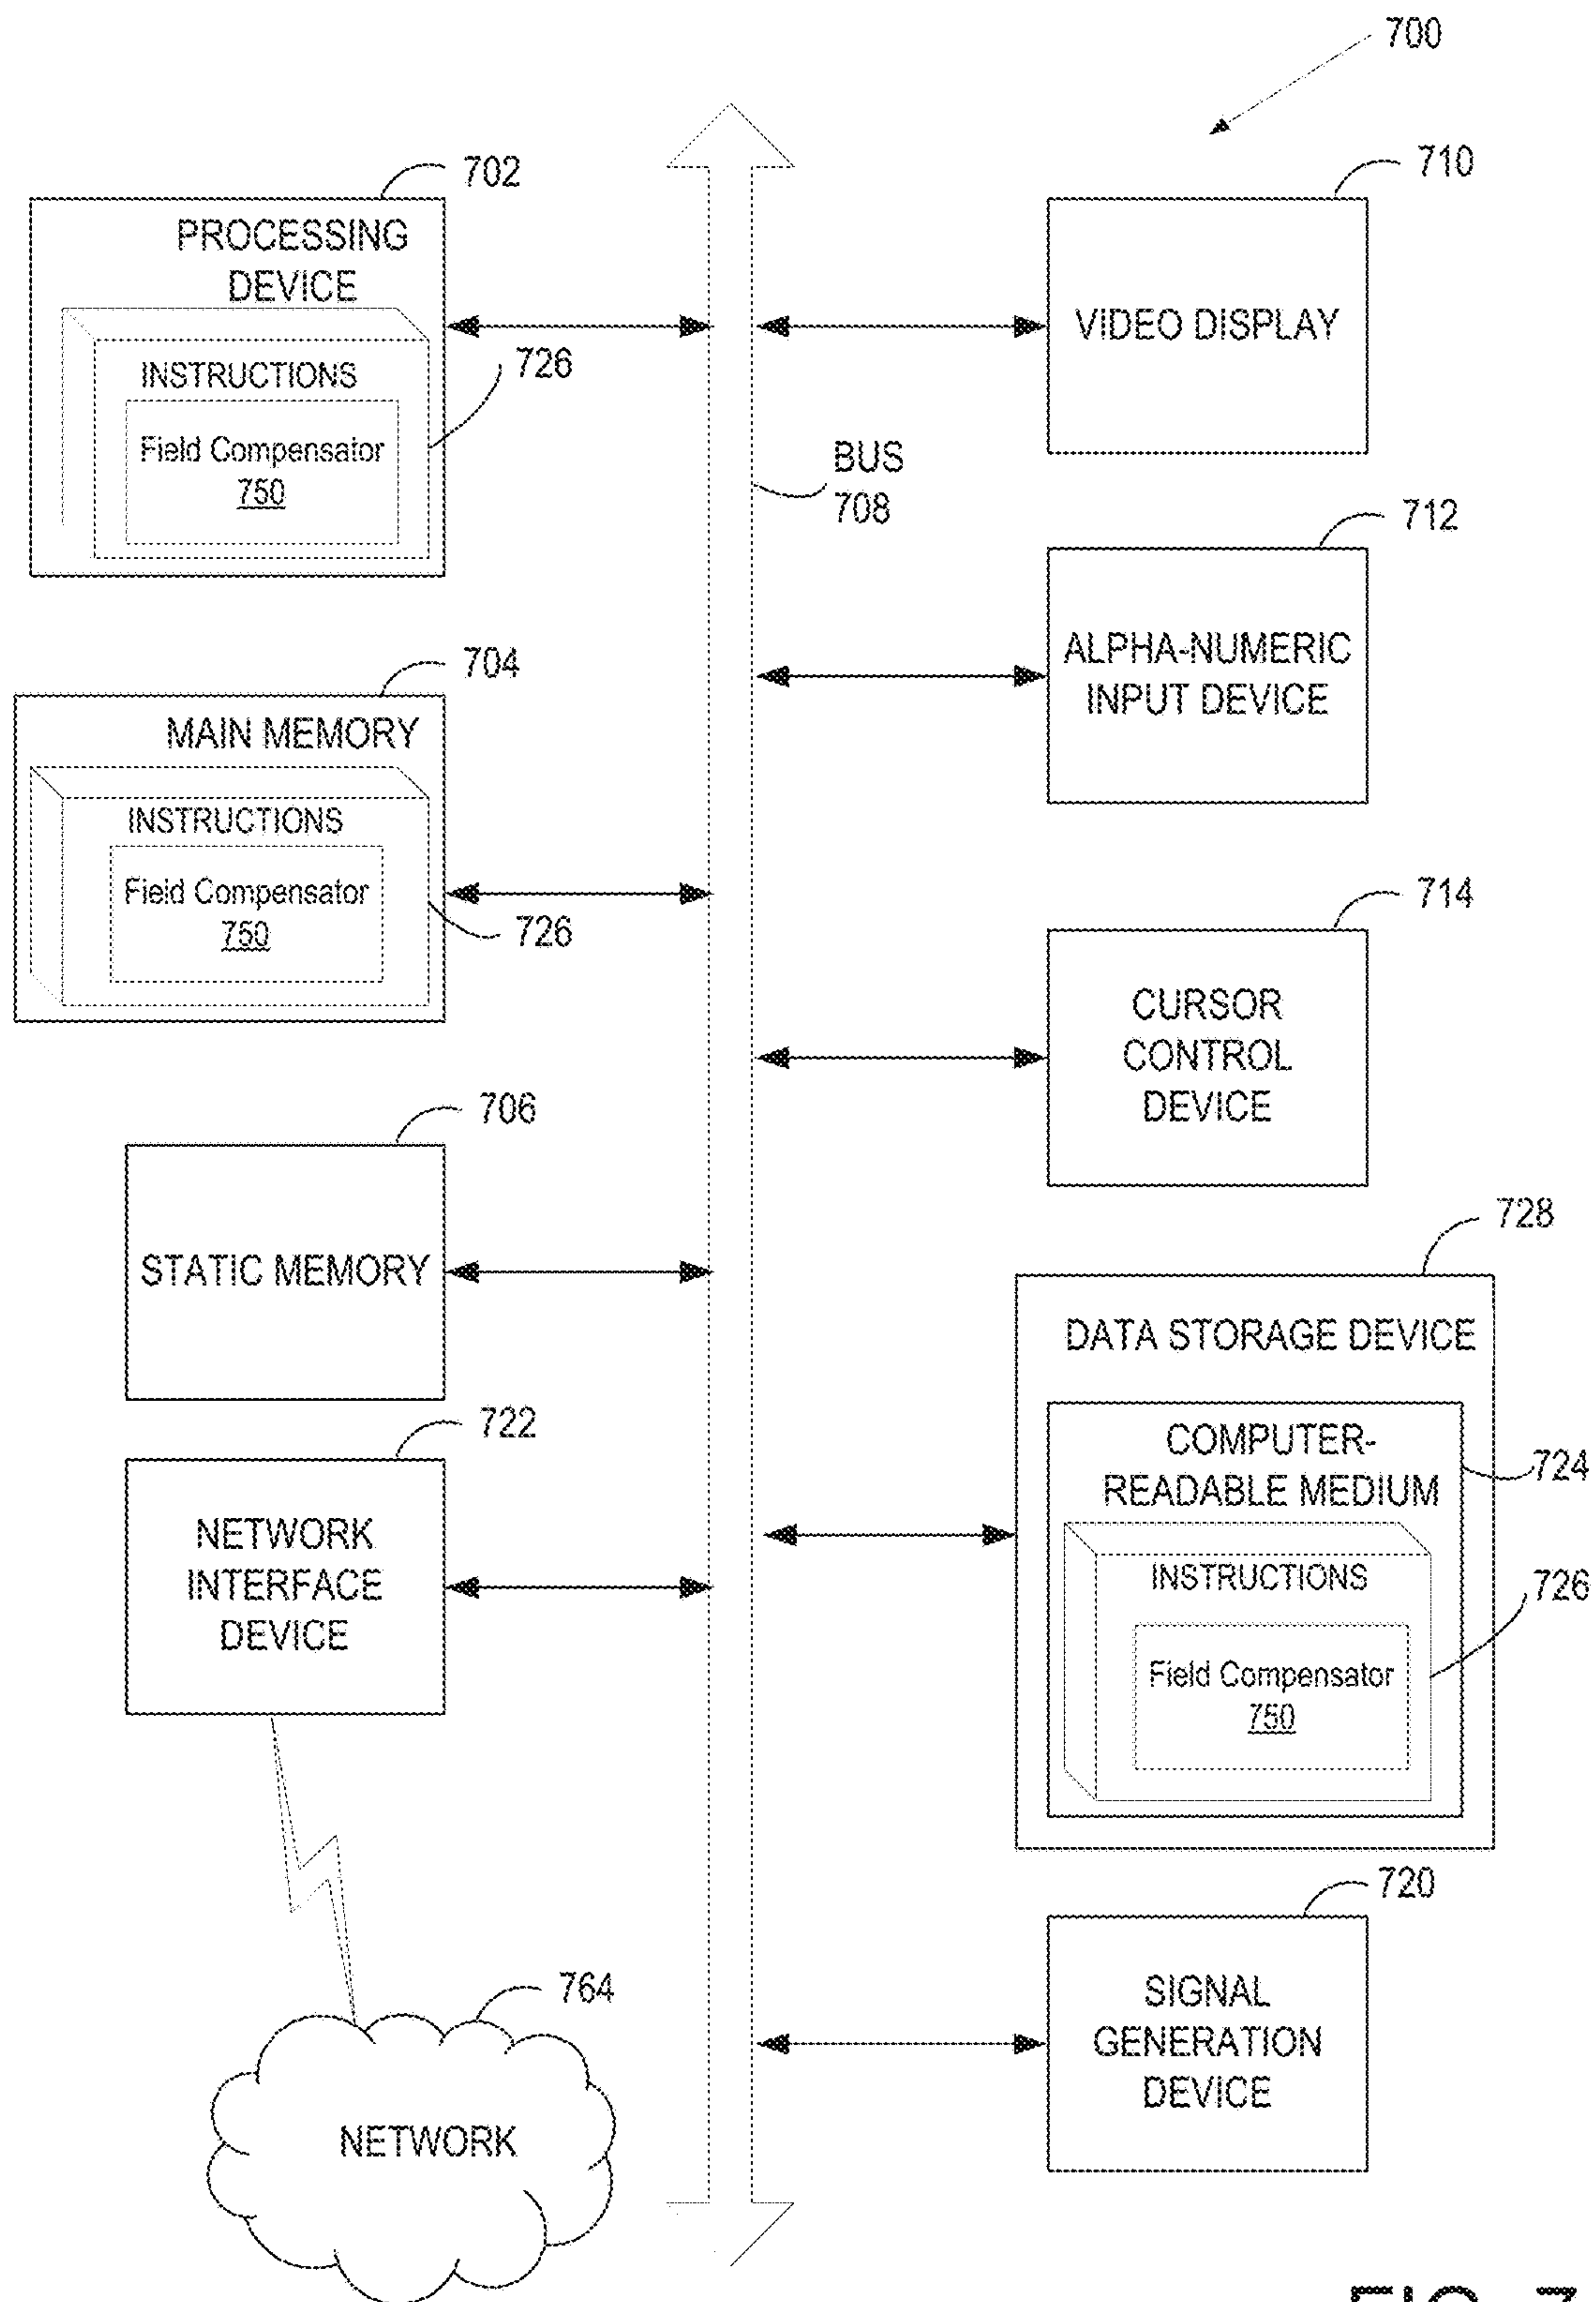 700
702
PROCESSING
DEVICE
INSTRUCTIONS
726
Field Compensator
750
710
VIDEO DISPLAY
BUS
708
712
ALPHA-NUMERIC
INPUT DEVICE
704
MAIN MEMORY
INSTRUCTIONS
Field Compensator
750
726
714
CURSOR
CONTROL
DEVICE
706
STATIC MEMORY
728
DATA STORAGE DEVICE
COMPUTER-
READABLE MEDIUM
724
INSTRUCTIONS
726
Field Compensator
750
722
NETWORK
INTERFACE
DEVICE
720
SIGNAL
GENERATION
DEVICE
764
NETWORK
FIG. 7